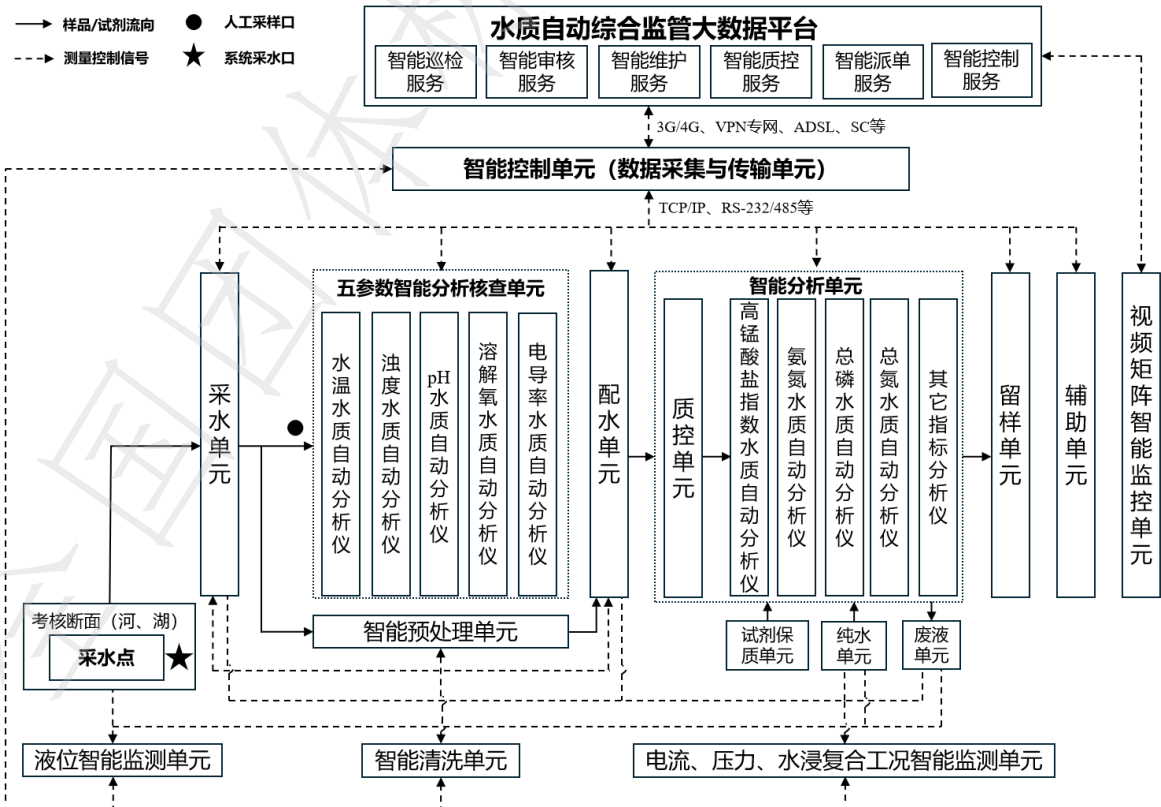 样品/试剂流向
人工采样口
测量控制信号
系统采水口
水质自动综合监管大数据平台
智能巡检
服务
智能审核
服务
智能维护
服务
智能质控
服务
智能派单
服务
智能控制
服务
3G/4G、VPN专网、ADSL、SC等
智能控制单元（数据采集与传输单元）
TCP/IP、RS-232/485等
采水单元
五参数智能分析核查单元
水温水质自动分析仪
浊度水质自动分析仪
pH水质自动分析仪
溶解氧水质自动分析仪
电导率水质自动分析仪
配水单元
智能分析单元
质控单元
高锰酸盐指数水质自动分析仪
氨氮水质自动分析仪
总磷水质自动分析仪
总氮水质自动分析仪
其它指标分析仪
留样单元
辅助单元
视频矩阵智能监控单元
考核断面（河、湖）
采水点
智能预处理单元
试剂保
质单元
纯水
单元
废液
单元
液位智能监测单元
智能清洗单元
电流、压力、水浸复合工况智能监测单元
全国团体标